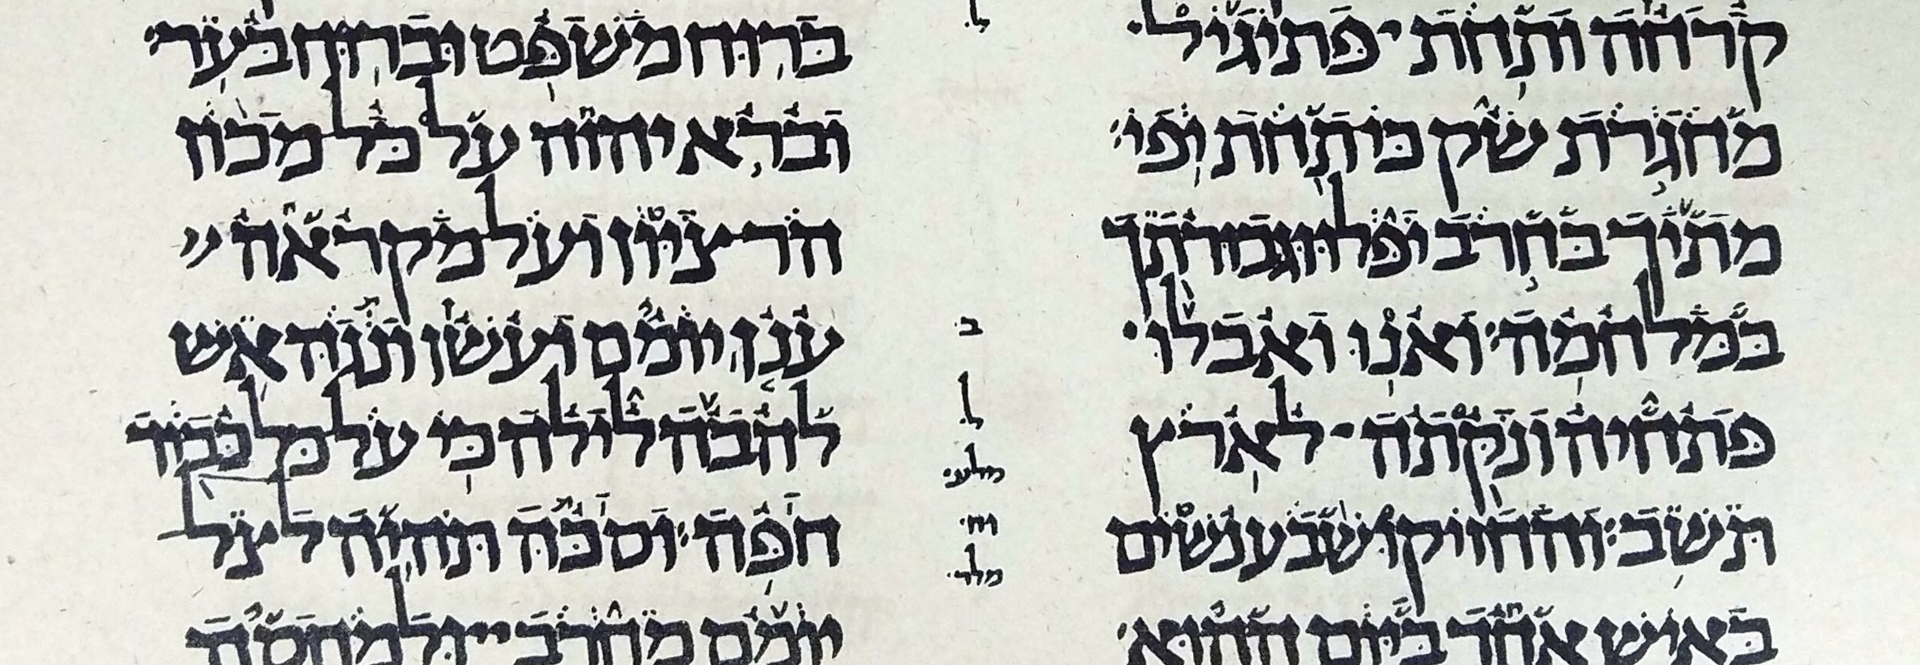 קרחה ותחת פתיגיל
מחגרת שק כי תחת יפי
מתיך בחרב יפלו וגבורתך
במלחמה׃ ואנו ואבלו
פתחיה ונקתה לארץ
תשב׃ והחזיקו שבע נשים
באיש אחד ביום ההוא
ל׳
ב׳
ל׳
ברוח משפט וברוח בער׃
וברא יהוה על כל מכון
הר ציון ועל מקראה
ענן יומם ועשן ונגה אש
להבה לילה כי על כל כבוד
חפה׃ וסכה תהיה לצל
יומם מחרב ולמחסה